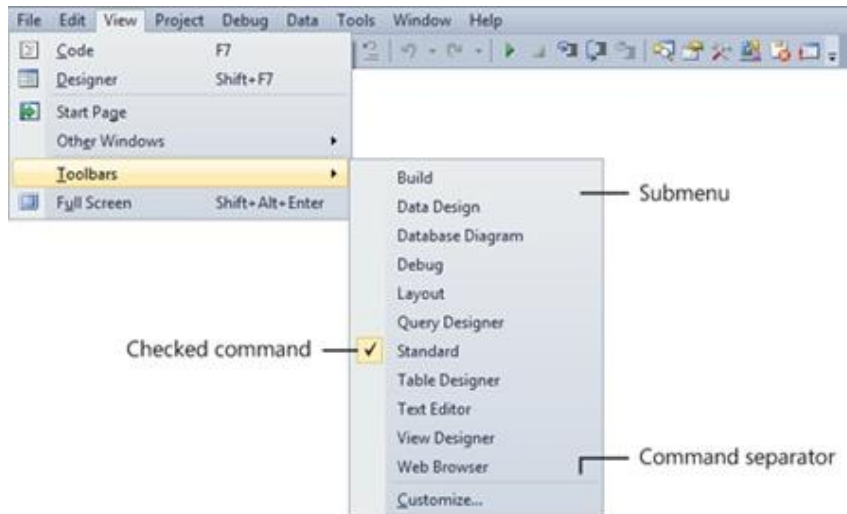 File Edit View Project Debug Data Tools Window Help
Code F7
Designer Shift+F7
Start Page
Other Windows
Toolbars
Full Screen Shift+Alt+Enter
Build
Data Design
Database Diagram
Debug
Layout
Query Designer
Standard
Table Designer
Text Editor
View Designer
Web Browser
Customize...
Submenu
Checked command
Command separator